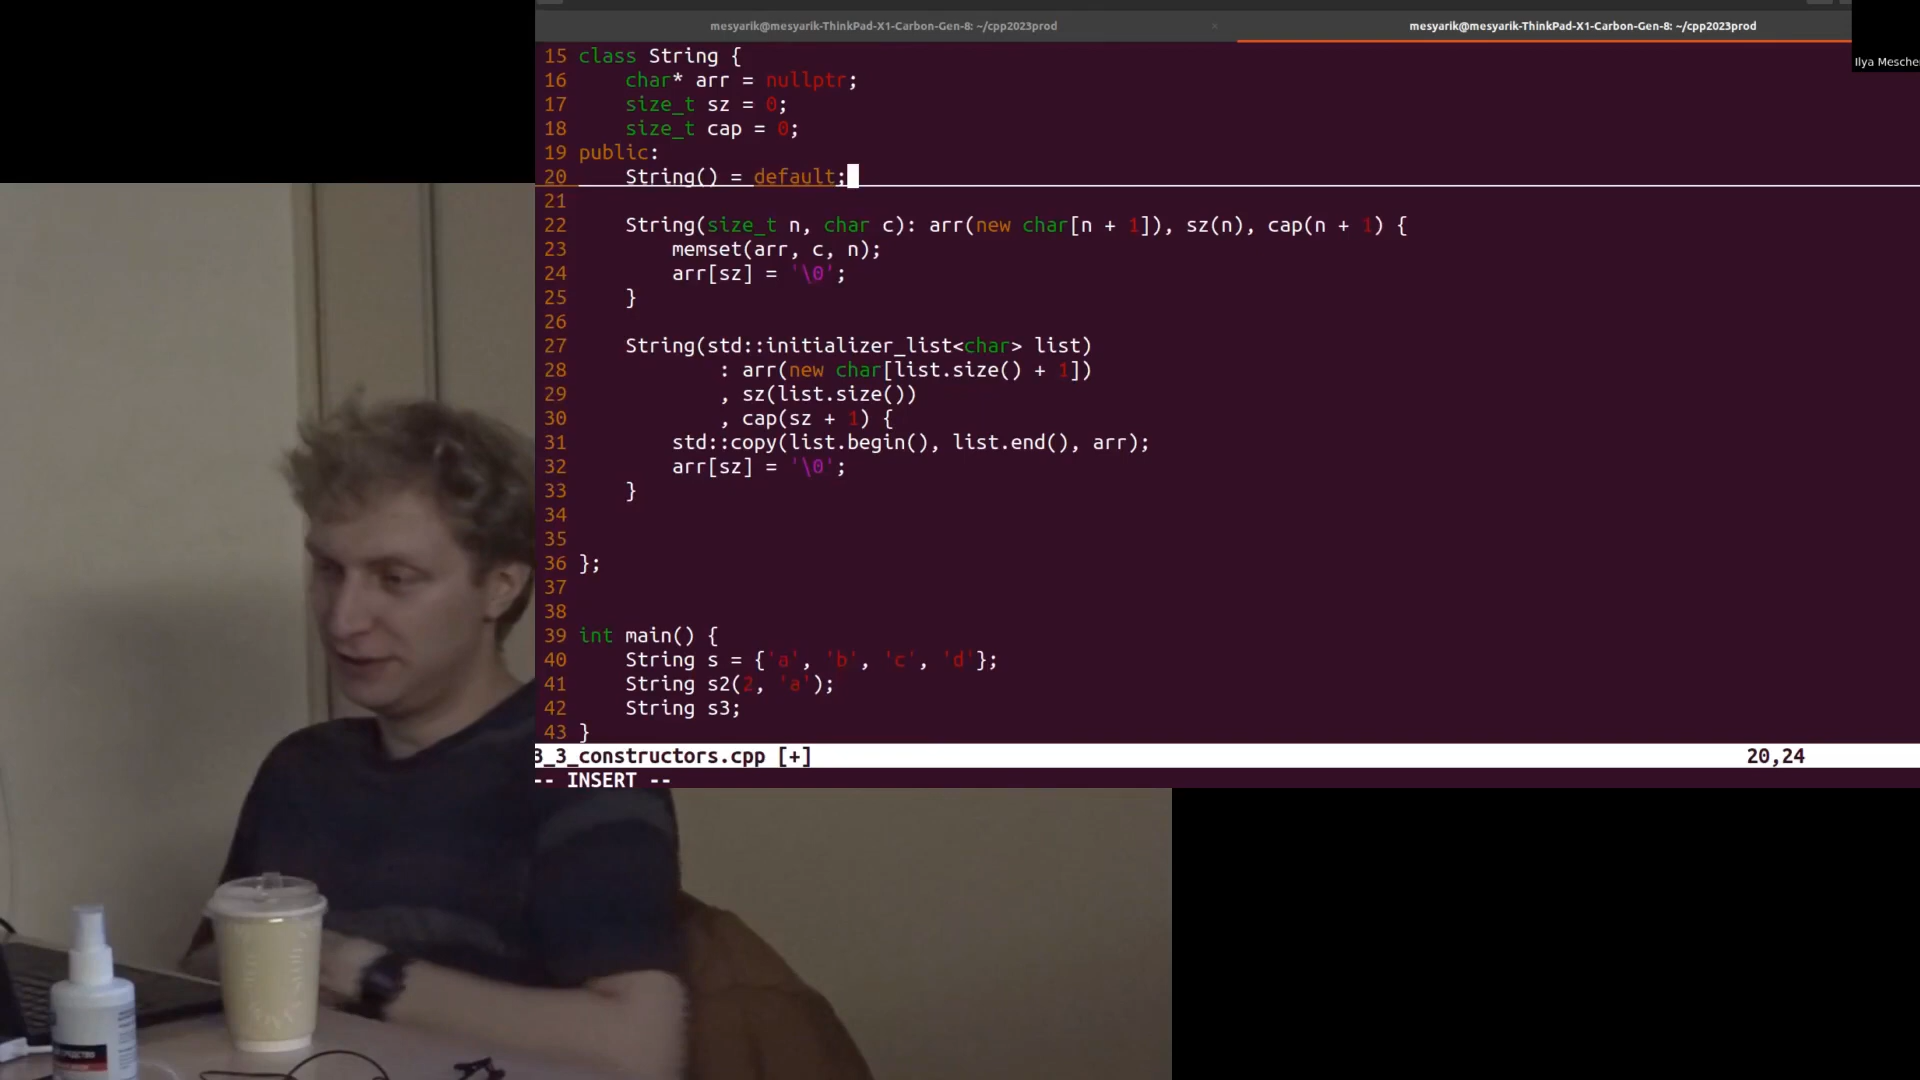 mesyarik@mesyarik-ThinkPad-X1-Carbon-Gen-8: ~/cpp2023prod
mesyarik@mesyarik-ThinkPad-X1-Carbon-Gen-8: ~/cpp2023prod
Ilya Mescher
15 class String {
16     char* arr = nullptr;
17     size_t sz = 0;
18     size_t cap = 0;
19 public:
20     String() = default;
21
22     String(size_t n, char c): arr(new char[n + 1]), sz(n), cap(n + 1) {
23         memset(arr, c, n);
24         arr[sz] = '\0';
25     }
26
27     String(std::initializer_list<char> list)
28             : arr(new char[list.size() + 1])
29             , sz(list.size())
30             , cap(sz + 1) {
31         std::copy(list.begin(), list.end(), arr);
32         arr[sz] = '\0';
33     }
34
35
36 };
37
38
39 int main() {
40     String s = {'a', 'b', 'c', 'd'};
41     String s2(2, 'a');
42     String s3;
43 }
3_3_constructors.cpp [+] 20,24
-- INSERT --